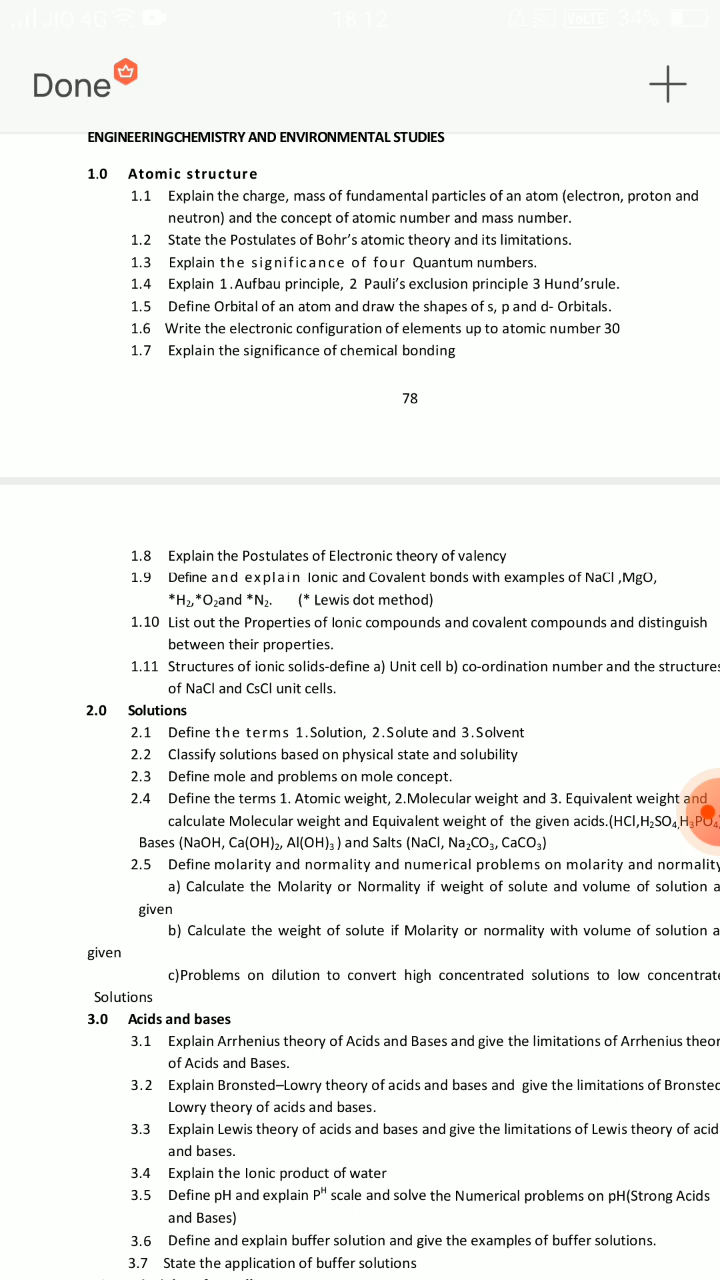 JIO 4G 18:12 VoLTE 34%
Done
ENGINEERINGCHEMISTRY AND ENVIRONMENTAL STUDIES
1.0 Atomic structure
1.1 Explain the charge, mass of fundamental particles of an atom (electron, proton and
neutron) and the concept of atomic number and mass number.
1.2 State the Postulates of Bohr's atomic theory and its limitations.
1.3 Explain the significance of four Quantum numbers.
1.4 Explain 1.Aufbau principle, 2 Pauli's exclusion principle 3 Hund'srule.
1.5 Define Orbital of an atom and draw the shapes of s, p and d- Orbitals.
1.6 Write the electronic configuration of elements up to atomic number 30
1.7 Explain the significance of chemical bonding
78
1.8 Explain the Postulates of Electronic theory of valency
1.9 Define and explain Ionic and Covalent bonds with examples of NaCl ,MgO,
*H₂,*O₂and *N₂. (* Lewis dot method)
1.10 List out the Properties of Ionic compounds and covalent compounds and distinguish
between their properties.
1.11 Structures of ionic solids-define a) Unit cell b) co-ordination number and the structures
of NaCl and CsCl unit cells.
2.0 Solutions
2.1 Define the terms 1.Solution, 2.Solute and 3.Solvent
2.2 Classify solutions based on physical state and solubility
2.3 Define mole and problems on mole concept.
2.4 Define the terms 1. Atomic weight, 2.Molecular weight and 3. Equivalent weight and
calculate Molecular weight and Equivalent weight of the given acids.(HCl,H₂SO₄,H₃PO₄)
Bases (NaOH, Ca(OH)₂, Al(OH)₃ ) and Salts (NaCl, Na₂CO₃, CaCO₃)
2.5 Define molarity and normality and numerical problems on molarity and normality
a) Calculate the Molarity or Normality if weight of solute and volume of solution a
given
b) Calculate the weight of solute if Molarity or normality with volume of solution a
given
c)Problems on dilution to convert high concentrated solutions to low concentrate
Solutions
3.0 Acids and bases
3.1 Explain Arrhenius theory of Acids and Bases and give the limitations of Arrhenius theor
of Acids and Bases.
3.2 Explain Bronsted–Lowry theory of acids and bases and give the limitations of Bronsted
Lowry theory of acids and bases.
3.3 Explain Lewis theory of acids and bases and give the limitations of Lewis theory of acid
and bases.
3.4 Explain the Ionic product of water
3.5 Define pH and explain Pᴴ scale and solve the Numerical problems on pH(Strong Acids
and Bases)
3.6 Define and explain buffer solution and give the examples of buffer solutions.
3.7 State the application of buffer solutions